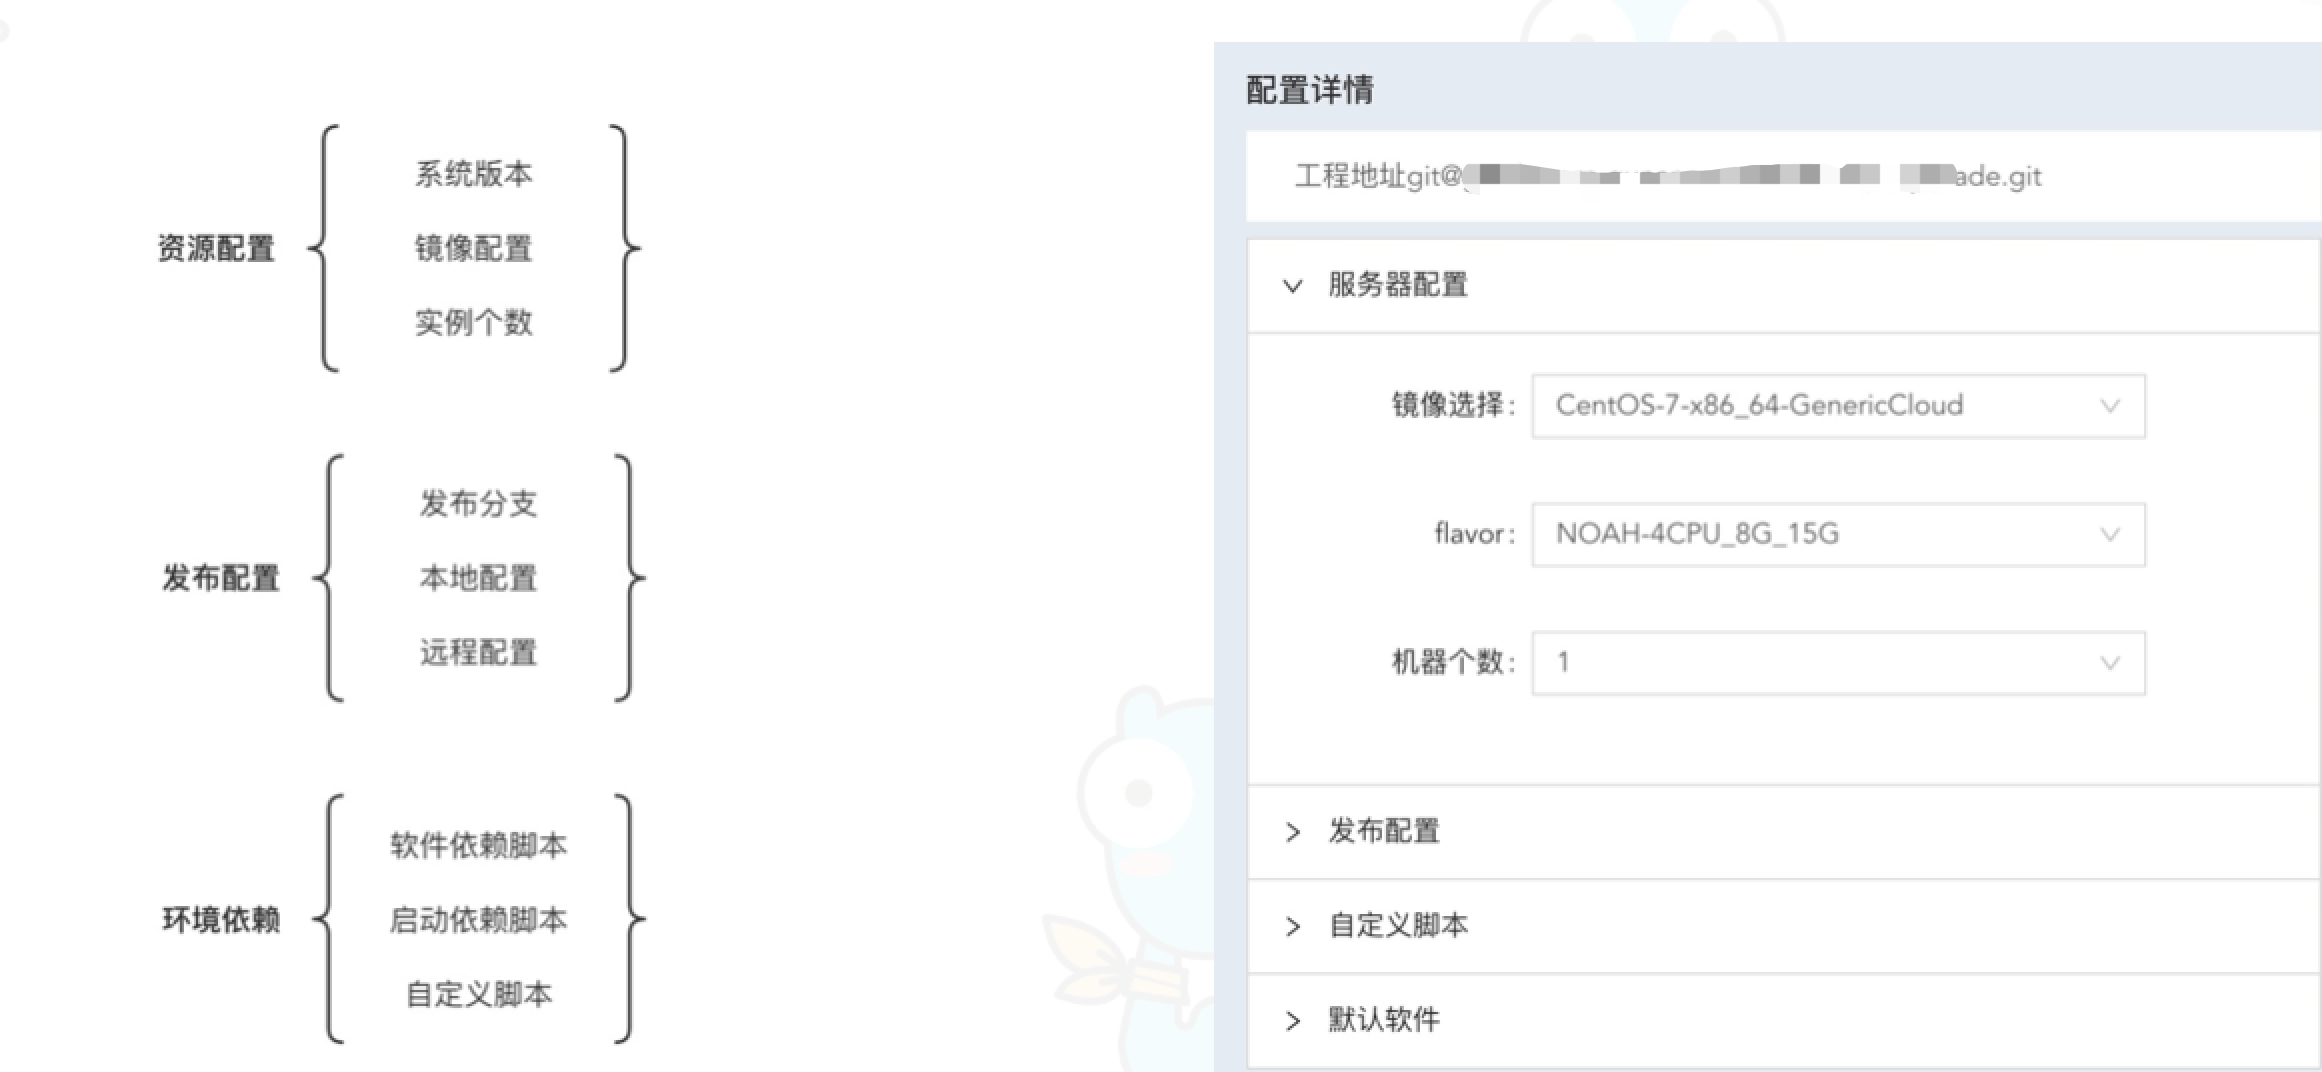 资源配置
系统版本
镜像配置
实例个数
发布配置
发布分支
本地配置
远程配置
环境依赖
软件依赖脚本
启动依赖脚本
自定义脚本
配置详情
工程地址git@ ade.git
服务器配置
镜像选择: CentOS-7-x86_64-GenericCloud
flavor: NOAH-4CPU_8G_15G
机器个数: 1
发布配置
自定义脚本
默认软件